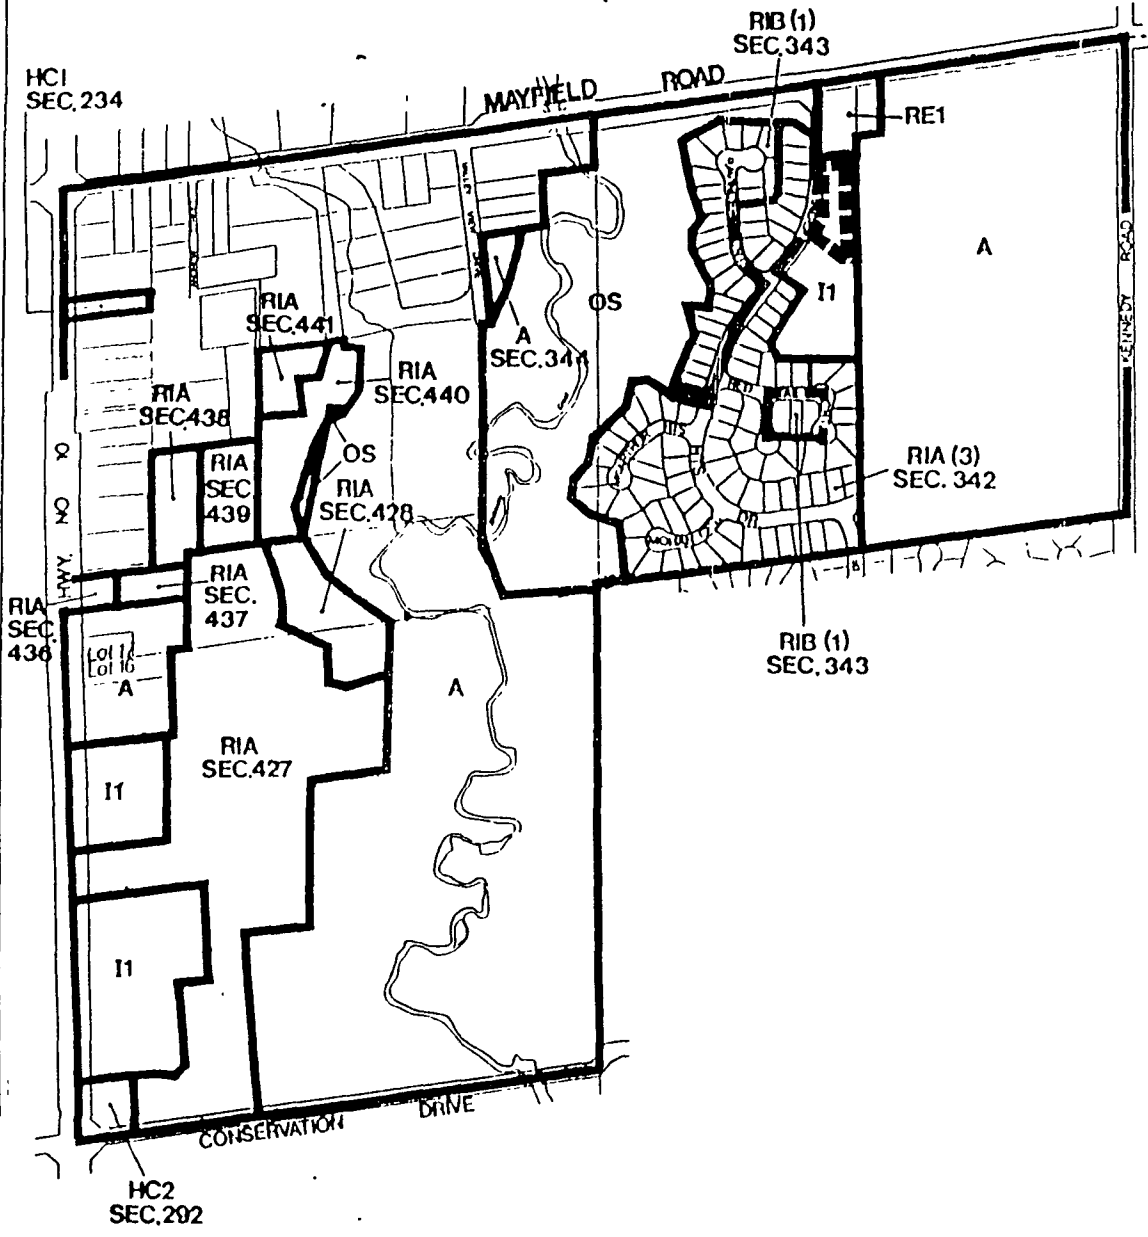 RIB (1)
SEC. 343
HC1
SEC. 234
MAYFIELD ROAD
RE1
A
KENNEDY ROAD
I1
OS
RIA
SEC. 441
A
SEC. 344
RIA
SEC. 440
RIA
SEC. 438
OS
RIA
SEC
439
RIA
SEC. 428
RIA (3)
SEC. 342
HWY
RIA
SEC.
437
RIA
SEC.
436
RIB (1)
SEC. 343
Lot 16
A
A
RIA
SEC. 427
I1
I1
CONSERVATION DRIVE
HC2
SEC. 292